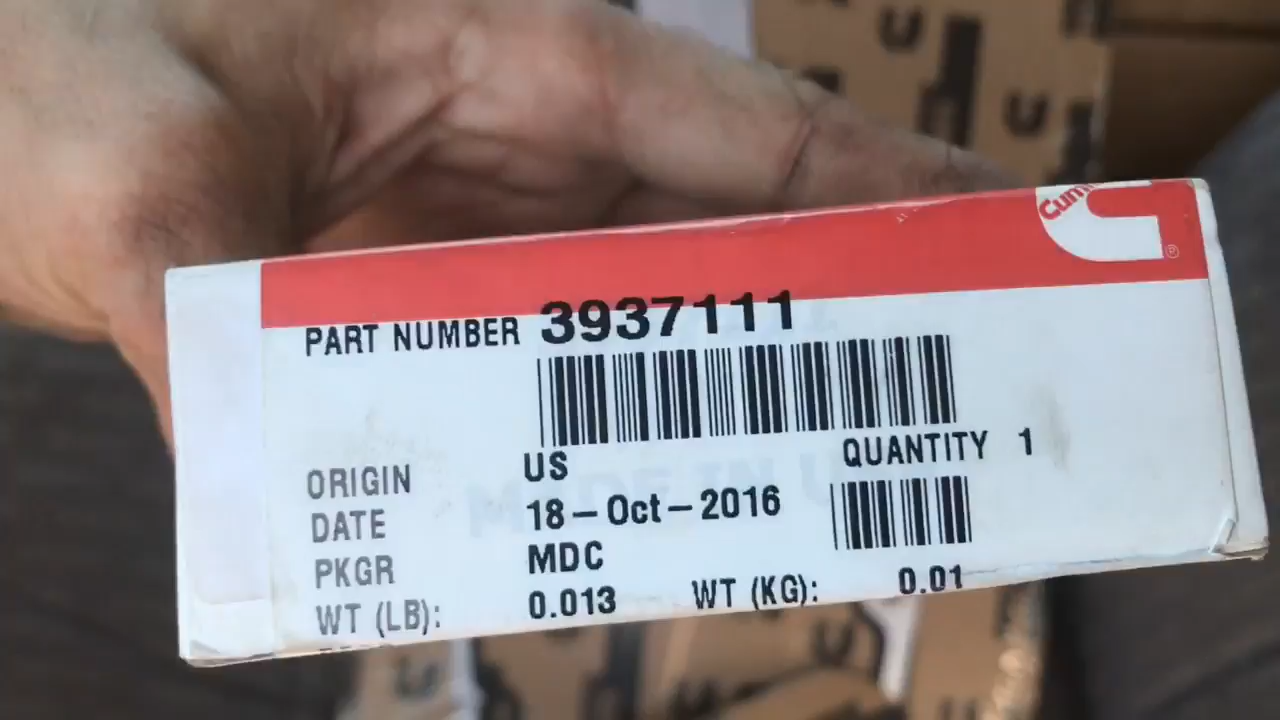 PART NUMBER 3937111
ORIGIN US
QUANTITY 1
DATE 18-Oct-2016
PKGR MDC
WT (LB): 0.013 WT (KG): 0.01